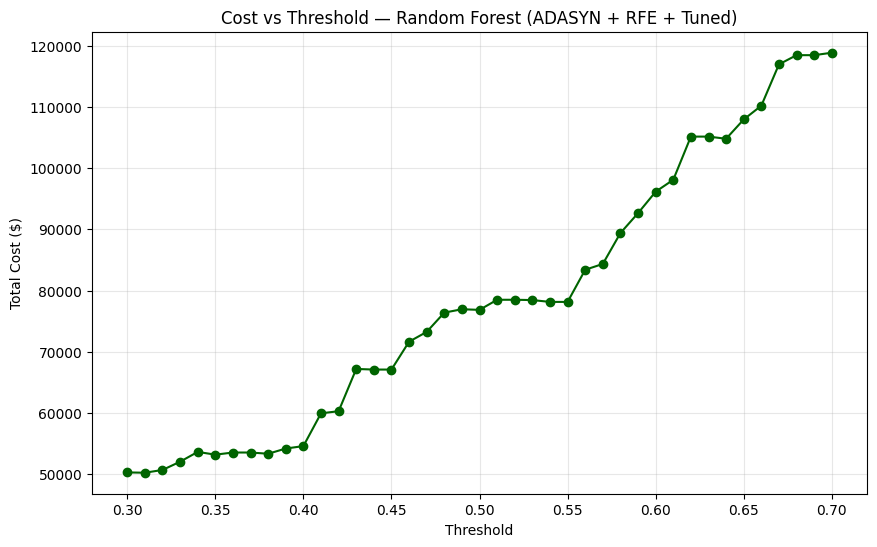 Cost vs Threshold — Random Forest (ADASYN + RFE + Tuned)
120000
110000
100000
90000
80000
70000
60000
50000
Total Cost ($)
0.30 0.35 0.40 0.45 0.50 0.55 0.60 0.65 0.70
Threshold